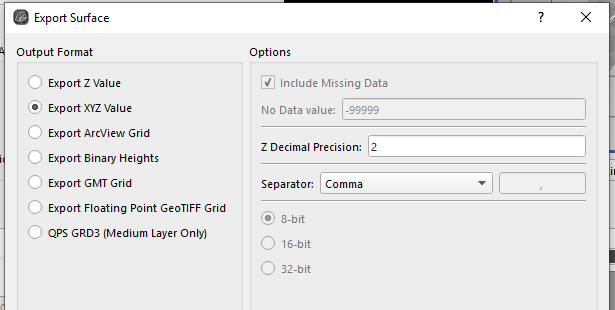 Export Surface
?
Output Format
Options
Export Z Value
Include Missing Data
Export XYZ Value
No Data value:
-99999
Export ArcView Grid
Z Decimal Precision:
2
Export Binary Heights
Export GMT Grid
Separator:
Comma
,
Export Floating Point GeoTIFF Grid
8-bit
QPS GRD3 (Medium Layer Only)
16-bit
32-bit